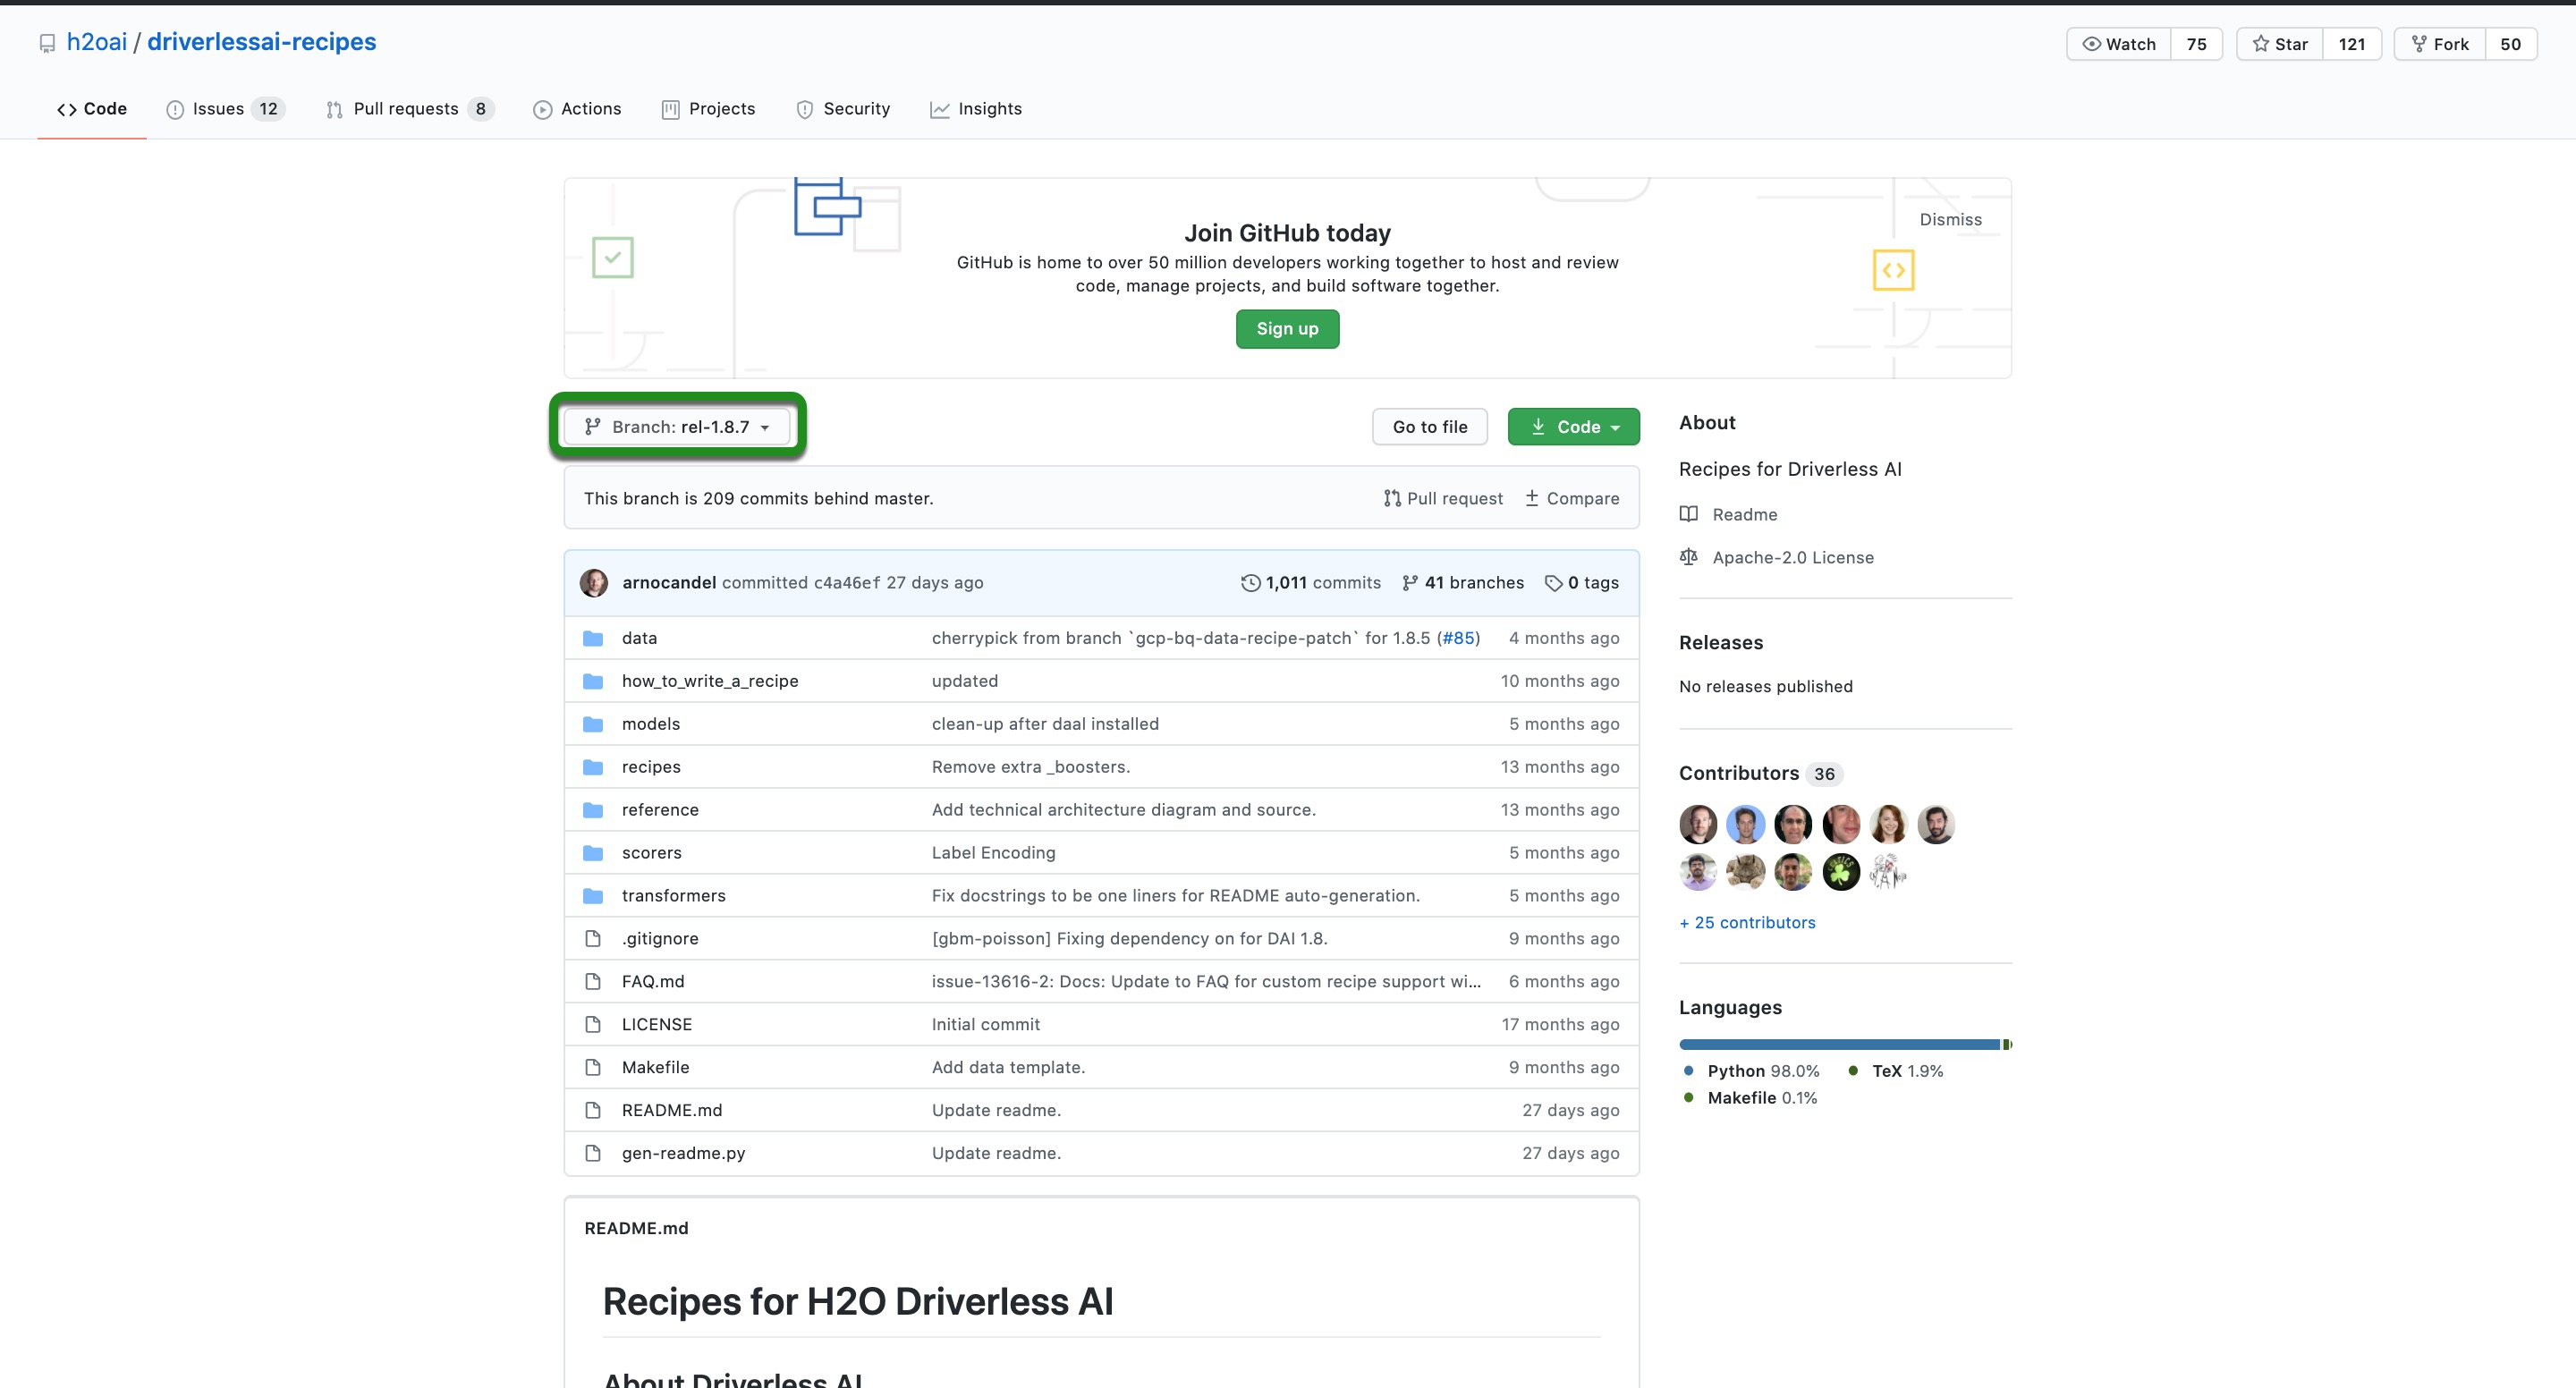 h2oai / driverlessai-recipes
Watch 75 Star 121 Fork 50
Code Issues 12 Pull requests 8 Actions Projects Security Insights
Join GitHub today
Dismiss
GitHub is home to over 50 million developers working together to host and review
code, manage projects, and build software together.
Sign up
Branch: rel-1.8.7
Go to file
Code
This branch is 209 commits behind master.
Pull request Compare
arnocandel committed c4a46ef 27 days ago 1,011 commits 41 branches 0 tags
data cherrypick from branch `gcp-bq-data-recipe-patch` for 1.8.5 (#85) 4 months ago
how_to_write_a_recipe updated 10 months ago
models clean-up after daal installed 5 months ago
recipes Remove extra _boosters. 13 months ago
reference Add technical architecture diagram and source. 13 months ago
scorers Label Encoding 5 months ago
transformers Fix docstrings to be one liners for README auto-generation. 5 months ago
.gitignore [gbm-poisson] Fixing dependency on for DAI 1.8. 9 months ago
FAQ.md issue-13616-2: Docs: Update to FAQ for custom recipe support wi... 6 months ago
LICENSE Initial commit 17 months ago
Makefile Add data template. 9 months ago
README.md Update readme. 27 days ago
gen-readme.py Update readme. 27 days ago
README.md
Recipes for H2O Driverless AI
About Driverless AI
About
Recipes for Driverless AI
Readme
Apache-2.0 License
Releases
No releases published
Contributors 36
+ 25 contributors
Languages
Python 98.0% TeX 1.9%
Makefile 0.1%